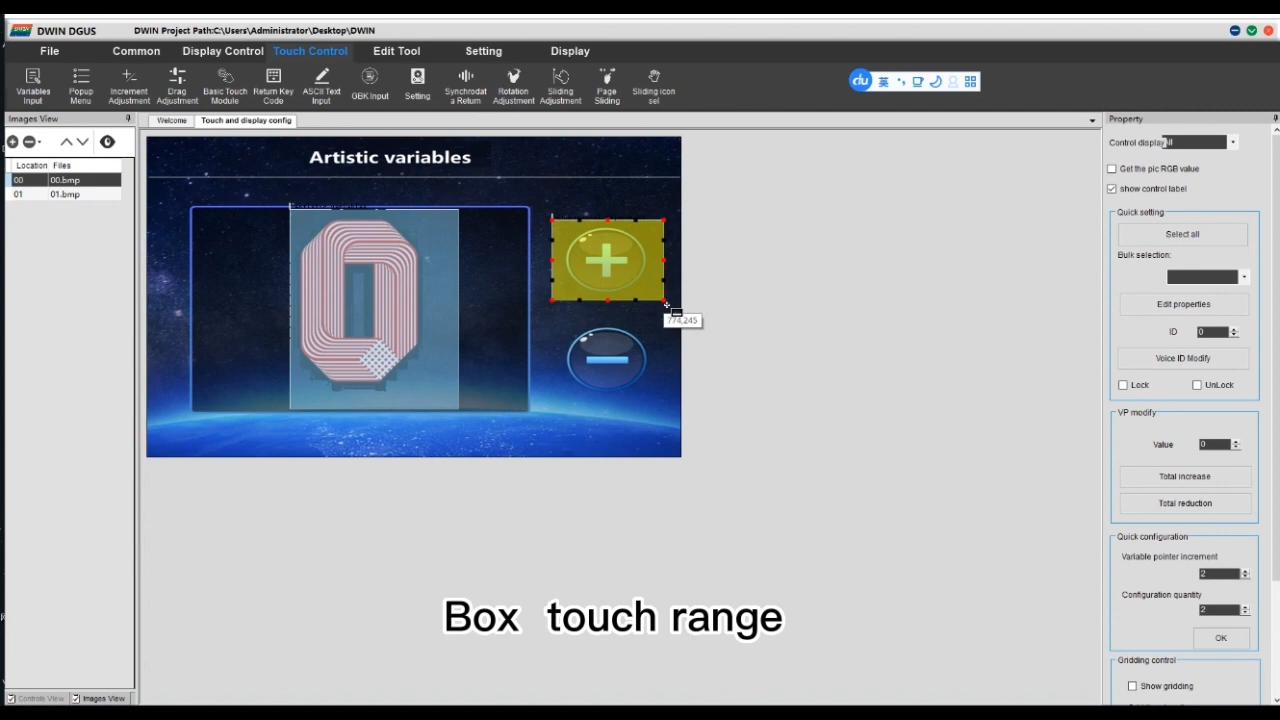 DWIN DGUS DWIN Project Path:C:\Users\Administrator\Desktop\DWIN
File Common Display Control Touch Control Edit Tool Setting Display
Variables Input
Popup Menu
Increment Adjustment
Drag Adjustment
Basic Touch Module
Return Key Code
ASCII Text Input
GBK Input
Setting
Synchrodat a Return
Rotation Adjustment
Sliding Adjustment
Page Sliding
Sliding icon sel
du 英
Images View
Welcome Touch and display config
Location Files
00 00.bmp
01 01.bmp
Artistic variables
0
774,245
Box touch range
Controls View Images View
Property
Control display
Get the pic RGB value
show control label
Quick setting
Select all
Bulk selection:
Edit properties
ID 0
Voice ID Modify
Lock UnLock
VP modify
Value 0
Total increase
Total reduction
Quick configuration
Variable pointer increment
2
Configuration quantity
2
OK
Gridding control
Show gridding